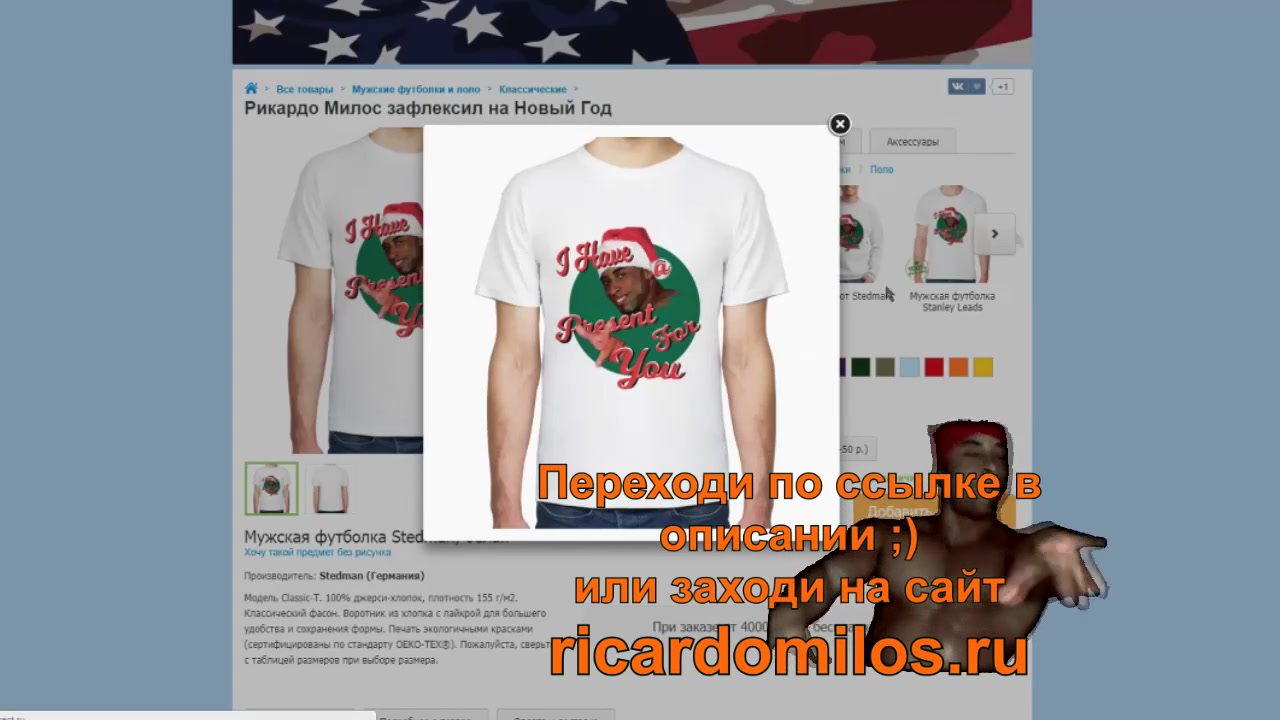 Все товары > Мужские футболки и поло > Классические >
Рикардо Милос зафлексил на Новый Год
+1
Аксессуары
Поло
I Have
Present
I Have
a
Present
For
You
от Stedman
Мужская футболка
Stanley Leads
-50 р.)
Добавить
Мужская футболка
Хочу такой предмет без рисунка
Производитель: Stedman (Германия)
Модель Classic-T. 100% джерси-хлопок, плотность 155 г/м2.
Классический фасон. Воротник из хлопка с лайкрой для большего
удобства и сохранения формы. Печать экологичными красками
(сертифицированы по стандарту OEKO-TEX®). Пожалуйста, сверьт
с таблицей размеров при выборе размера.
При заказе от 4000
Переходи по ссылке в
описании ;)
или заходи на сайт
ricardomilos.ru